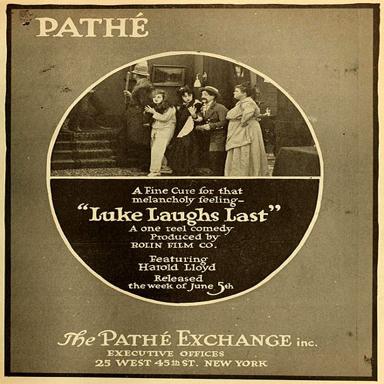 PATHÉ
A Fine Cure for that
melancholy feeling-
"Luke Laughs Last"
A one reel comedy
Produced by
ROLIN FILM CO.
Featuring
Harold Lloyd
Released
the week of June 5th
The PATHÉ EXCHANGE inc.
EXECUTIVE OFFICES
25 WEST 45th ST. NEW YORK